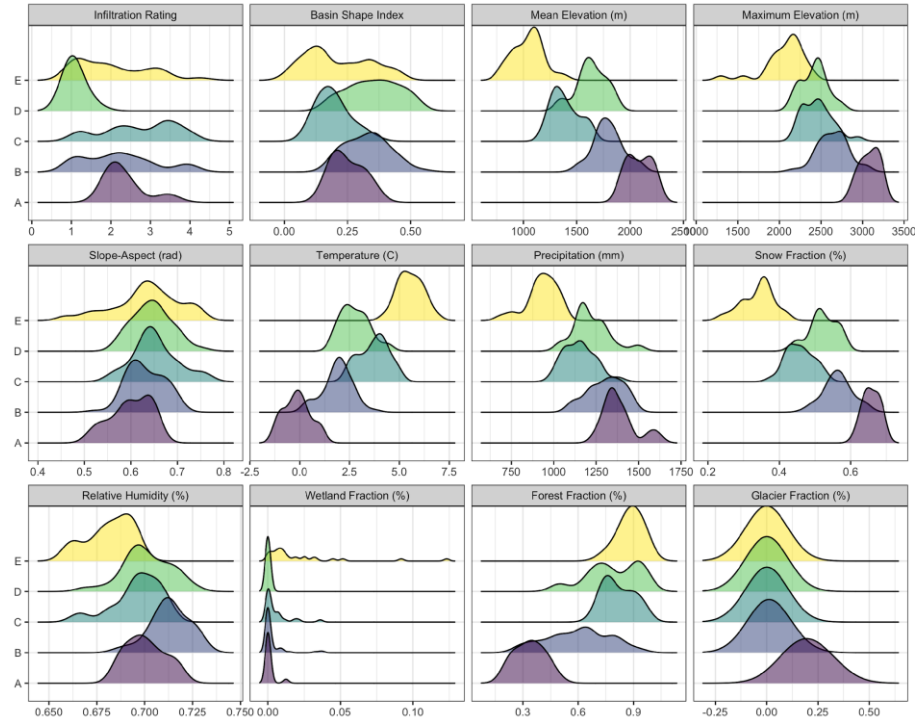 Infiltration Rating Basin Shape Index Mean Elevation (m) Maximum Elevation (m)
E
D
C
B
A
0 1 2 3 4 5 0.00 0.25 0.50 1000 1500 2000 2500 1000 1500 2000 2500 3000 3500
Slope-Aspect (rad) Temperature (C) Precipitation (mm) Snow Fraction (%)
E
D
C
B
A
0.4 0.5 0.6 0.7 0.8 -2.5 0.0 2.5 5.0 7.5 750 1000 1250 1500 1750 0.2 0.4 0.6
Relative Humidity (%) Wetland Fraction (%) Forest Fraction (%) Glacier Fraction (%)
E
D
C
B
A
0.650 0.675 0.700 0.725 0.750 0.00 0.05 0.10 0.3 0.6 0.9 -0.25 0.00 0.25 0.50